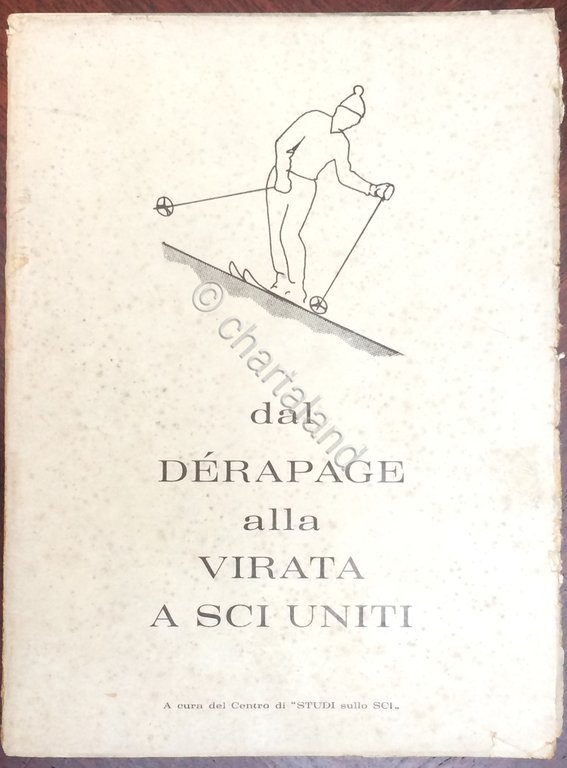 © chartaland
dal
DÉRAPAGE
alla
VIRATA
A SCI UNITI
A cura del Centro di "STUDI sullo SCI„